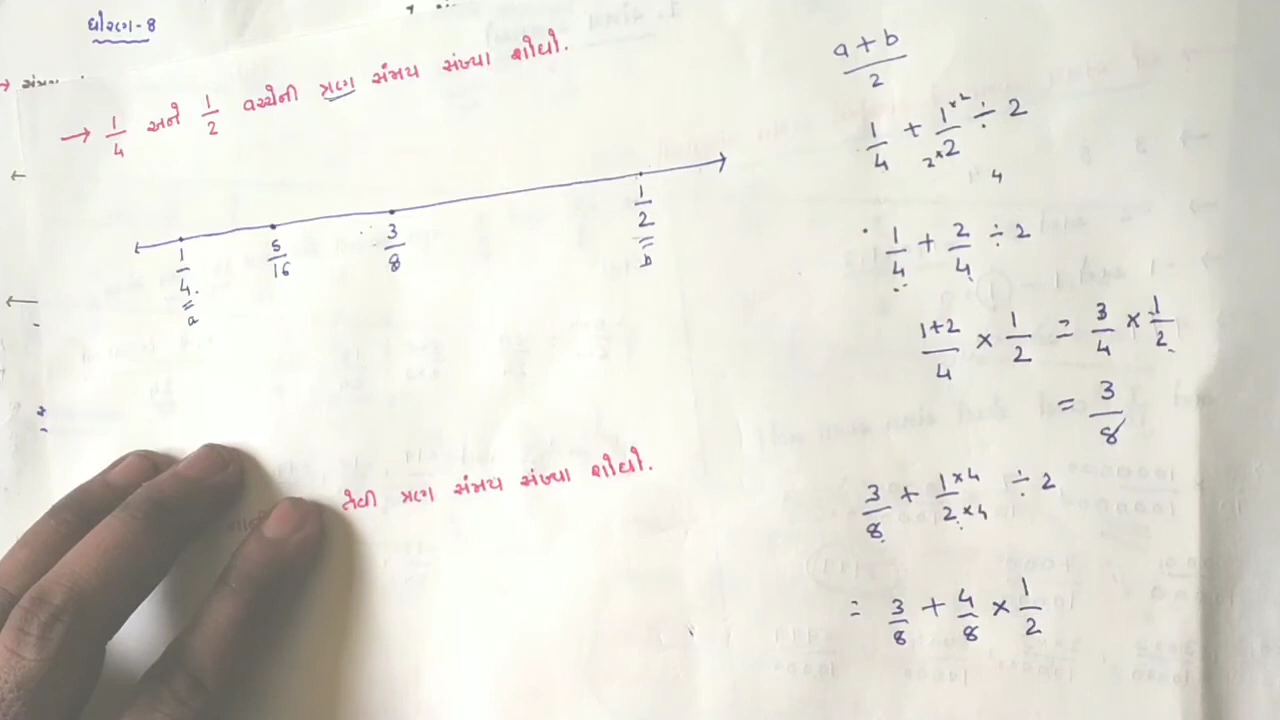 ધોરણ-8
→ 1/4 અને 1/2 વચ્ચેની ત્રણ સંમેય સંખ્યા શોધો.
1/4 = a
5/16
3/8
1/2 = b
તેવી ત્રણ સંમેય સંખ્યા શોધો.
a+b/2
1/4 + 1×2/2×2 ÷ 2
4
1/4 + 2/4 ÷ 2
1+2/4 × 1/2 = 3/4 × 1/2
= 3/8
3/8 + 1×4/2×4 ÷ 2
= 3/8 + 4/8 × 1/2